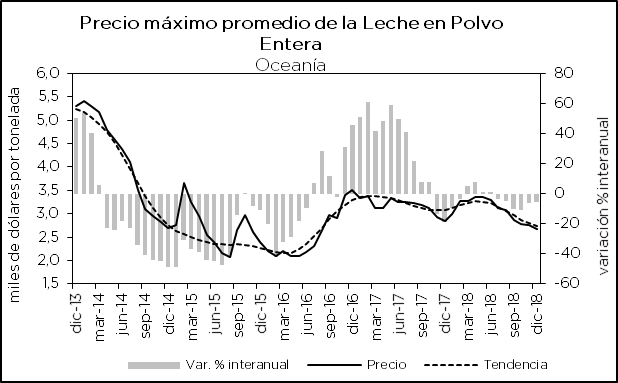 Precio máximo promedio de la Leche en Polvo
Entera
Oceanía
miles de dólares por tonelada
6,0
5,5
5,0
4,5
4,0
3,5
3,0
2,5
2,0
1,5
80
60
40
20
0
-20
-40
-60
variación % interanual
dic-13
mar-14
jun-14
sep-14
dic-14
mar-15
jun-15
sep-15
dic-15
mar-16
jun-16
sep-16
dic-16
mar-17
jun-17
sep-17
dic-17
mar-18
jun-18
sep-18
dic-18
Var. % interanual
Precio
Tendencia